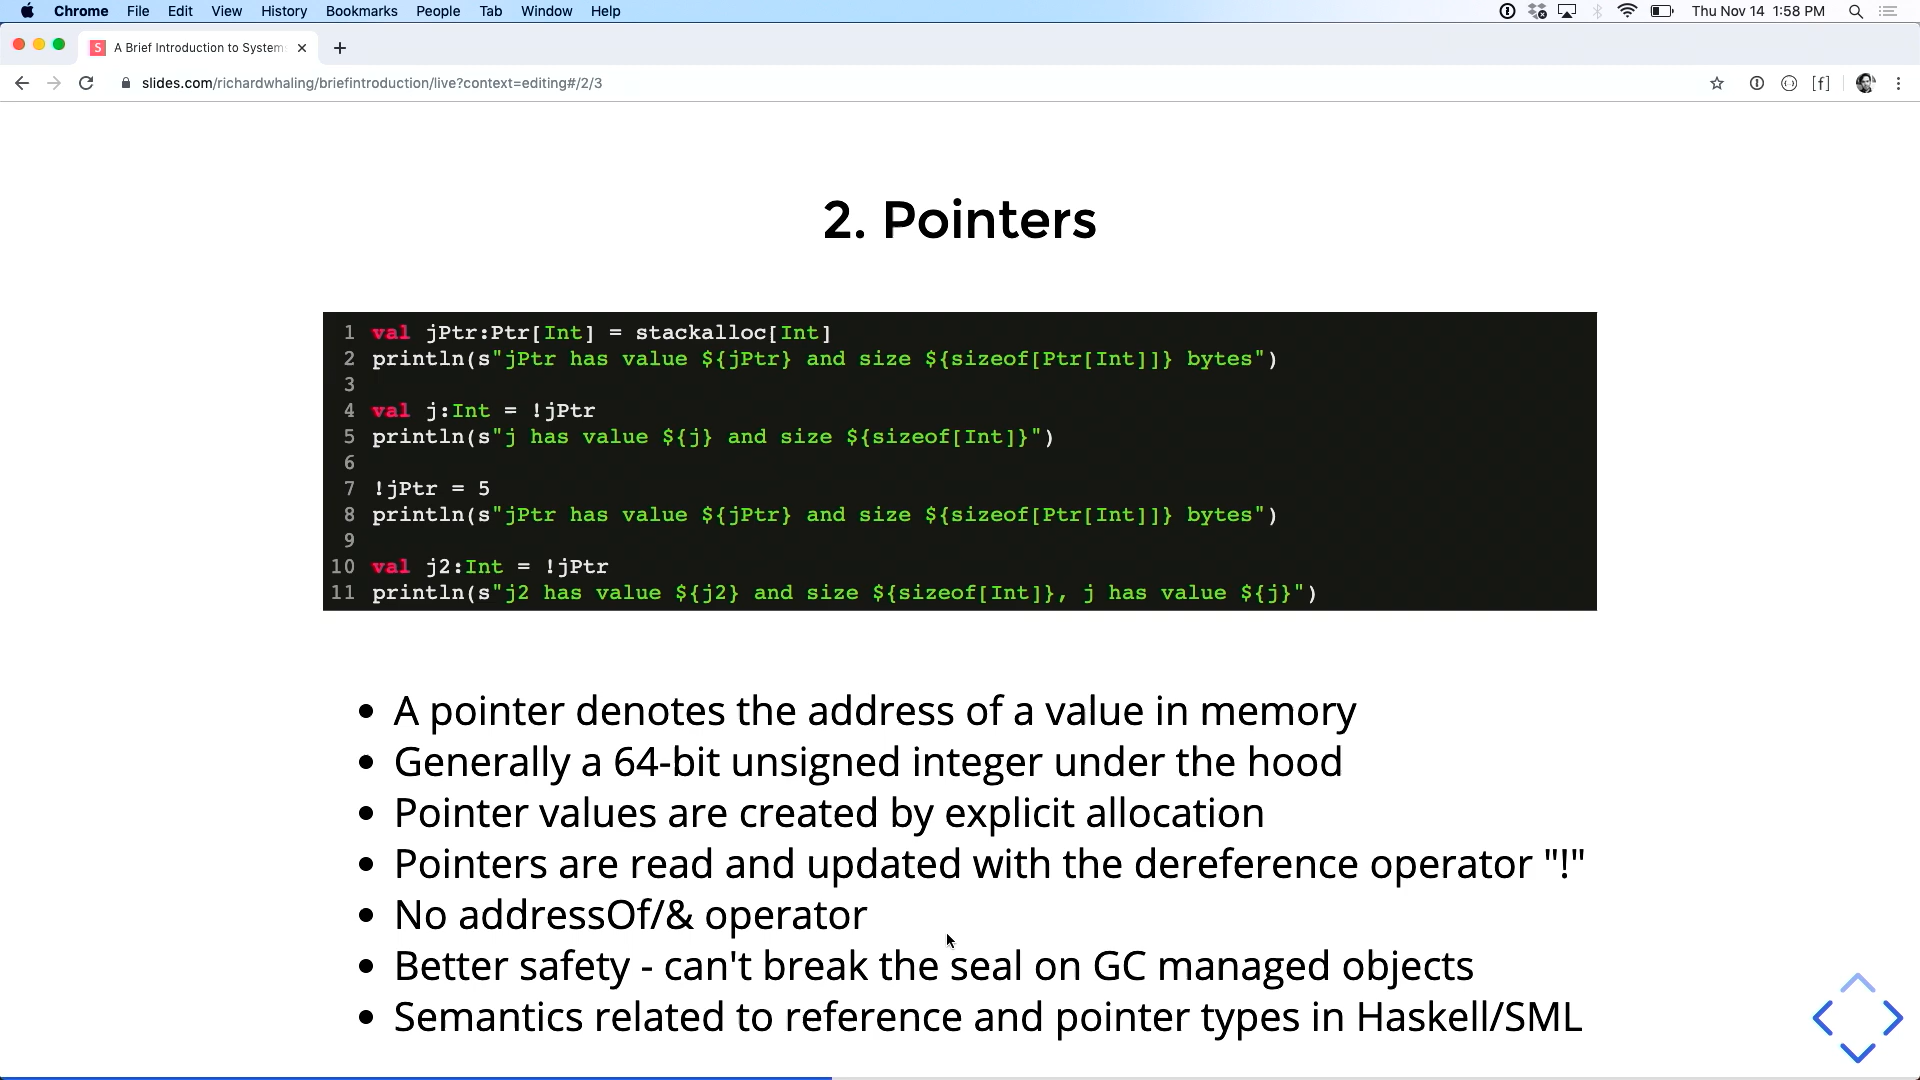 Chrome File Edit View History Bookmarks People Tab Window Help Thu Nov 14 1:58 PM
S A Brief Introduction to System
slides.com/richardwhaling/briefintroduction/live?context=editing#/2/3 [f]
2. Pointers
1 val jPtr:Ptr[Int] = stackalloc[Int]
2 println(s"jPtr has value ${jPtr} and size ${sizeof[Ptr[Int]]} bytes")
3
4 val j:Int = !jPtr
5 println(s"j has value ${j} and size ${sizeof[Int]}")
6
7 !jPtr = 5
8 println(s"jPtr has value ${jPtr} and size ${sizeof[Ptr[Int]]} bytes")
9
10 val j2:Int = !jPtr
11 println(s"j2 has value ${j2} and size ${sizeof[Int]}, j has value ${j}")
• A pointer denotes the address of a value in memory
• Generally a 64-bit unsigned integer under the hood
• Pointer values are created by explicit allocation
• Pointers are read and updated with the dereference operator "!"
• No addressOf/& operator
• Better safety - can't break the seal on GC managed objects
• Semantics related to reference and pointer types in Haskell/SML